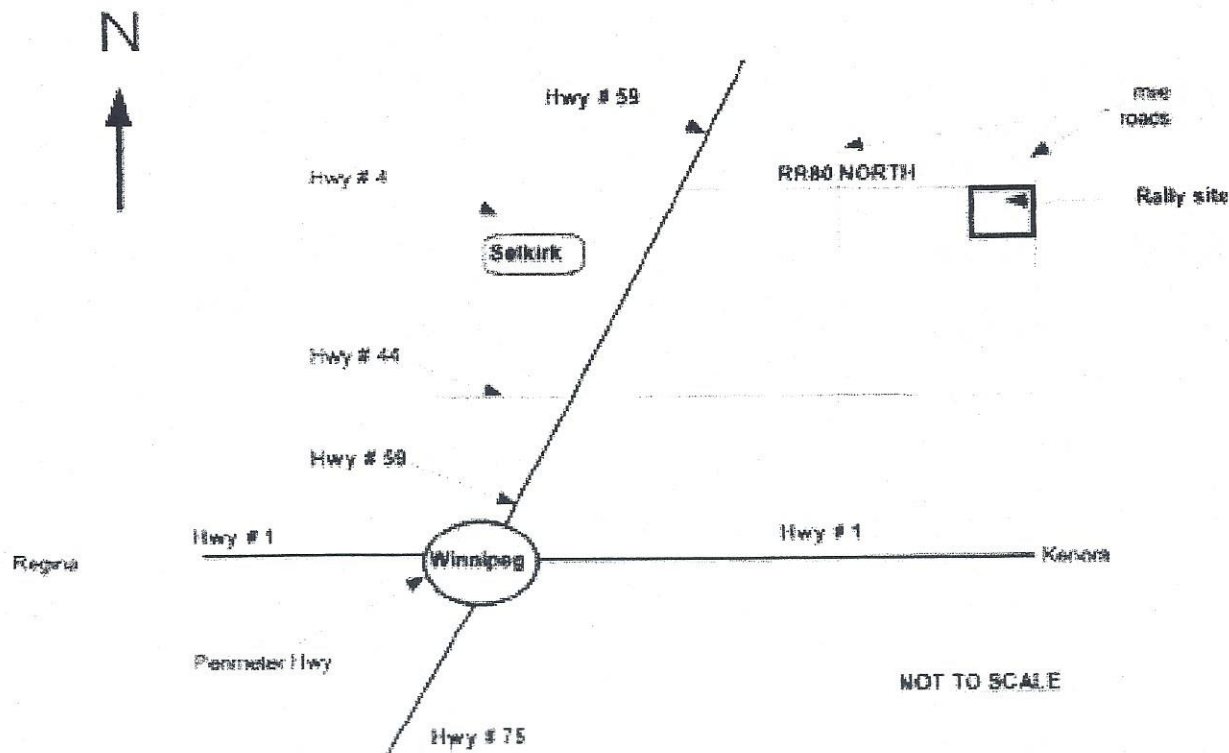 N
Hwy # 59
roads
Hwy # 4
RR80 NORTH
Rally site
Selkirk
Hwy # 44
Hwy # 59
Hwy # 1
Hwy # 1
Regina
Winnipeg
Kenora
Perimeter Hwy
NOT TO SCALE
Hwy # 75